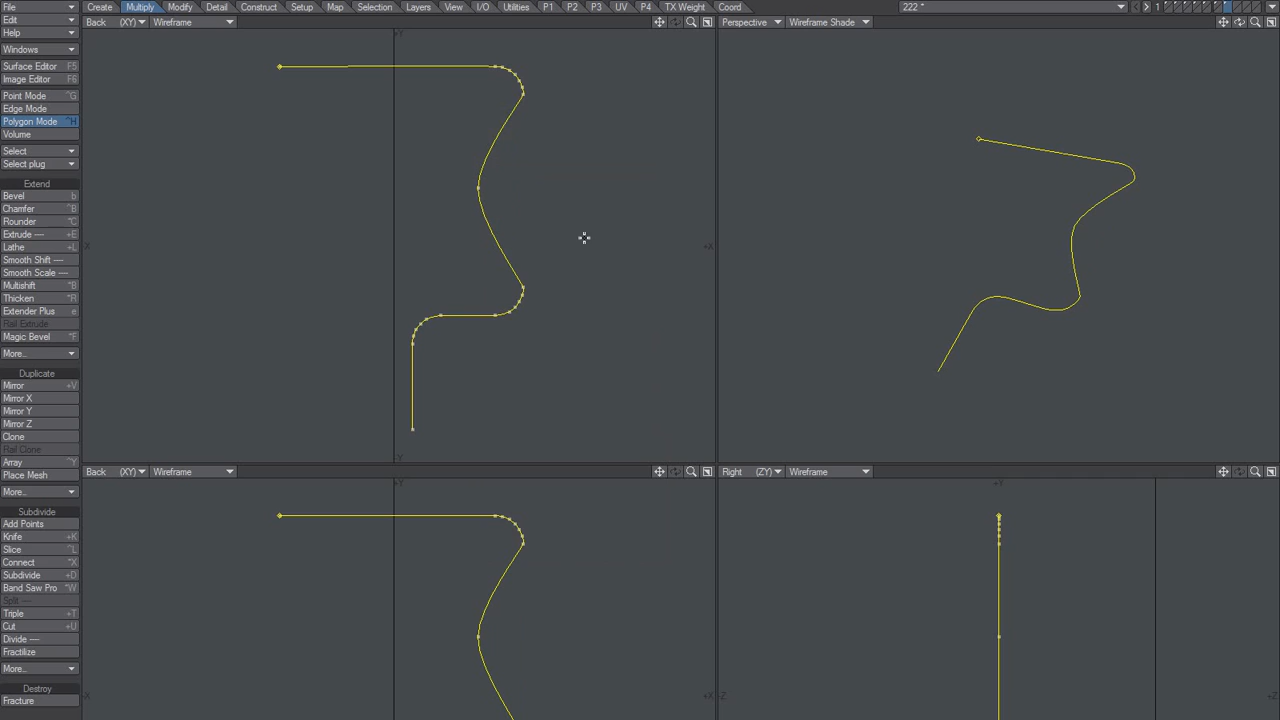 File Create Multiply Modify Detail Construct Setup Map Selection Layers View I/O Utilities P1 P2 P3 UV P4 TX Weight Coord 222 * 1
Edit Back (XY) Wireframe Perspective Wireframe Shade
Help
Windows
Surface Editor F5
Image Editor F6
Point Mode ^G
Edge Mode
Polygon Mode ^H
Volume
Select
Select plug
Extend
Bevel b
Chamfer ^B
Rounder *C
Extrude --- +E
Lathe +L
Smooth Shift ---
Smooth Scale ---
Multishift *B
Thicken *R
Extender Plus e
Rail Extrude
Magic Bevel *F
More...
Duplicate
Mirror +V
Mirror X
Mirror Y
Mirror Z
Clone
Rail Clone
Array ^Y
Place Mesh
More...
Subdivide
Add Points
Knife +K
Slice ^L
Connect *X
Subdivide +D
Band Saw Pro *W
Split ---
Triple +T
Cut +U
Divide ---
Fractilize
More...
Destroy
Fracture
+Y
-X +X
-Y
Back (XY) Wireframe Right (ZY) Wireframe
+Y +Y
-X +X -Z